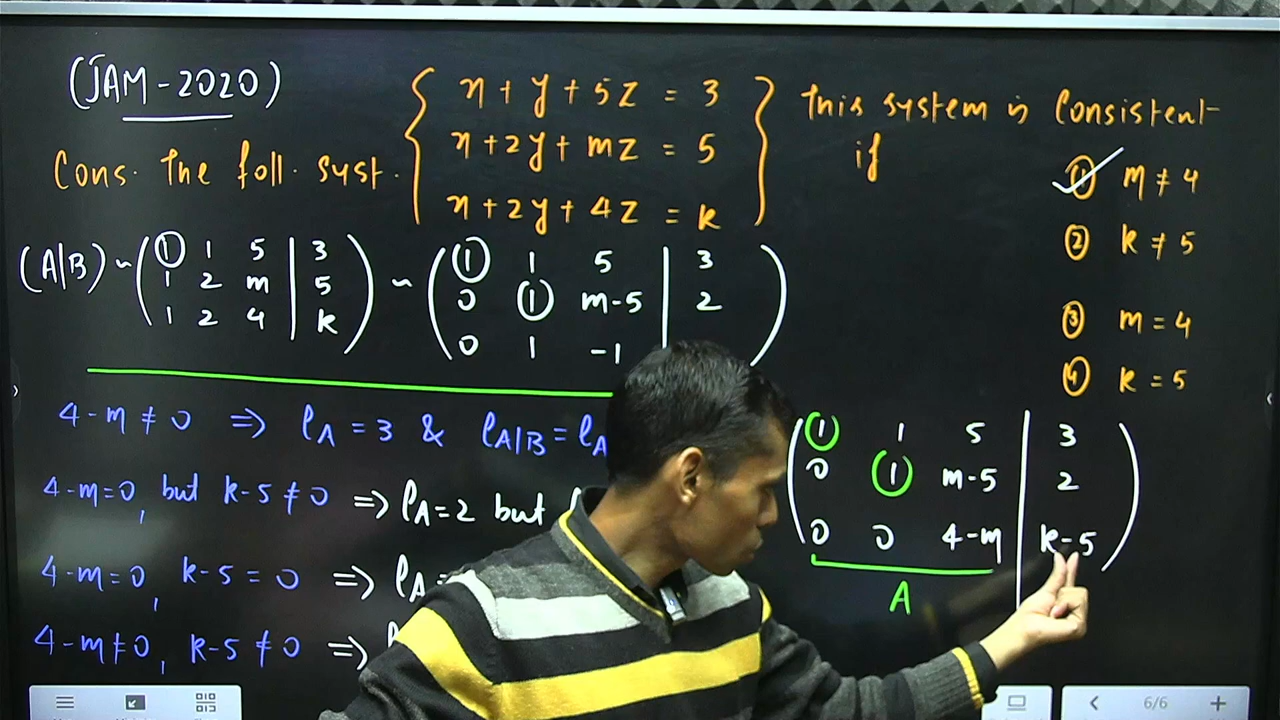 (JAM-2020)
Cons. The foll. syst.
x + y + 5z = 3
x + 2y + mz = 5
x + 2y + 4z = k
This system is Consistent
if
① m ≠ 4
② k ≠ 5
③ m = 4
④ k = 5
(A|B) ~ ( 1 1 5 | 3 ) ~ ( 1 1 5 | 3 )
1 2 m | 5   0 1 m-5 | 2
1 2 4 | k   0 1 -1
4-m ≠ 0 ⇒ ρA = 3 & ρA|B = ρA
4-m=0, but k-5 ≠ 0 ⇒ ρA=2 but
4-m=0, k-5 = 0 ⇒ ρA=
4-m≠0, k-5 ≠ 0 ⇒
1 1 5 | 3
0 1 m-5 | 2
0 0 4-m | k-5
A
6/6